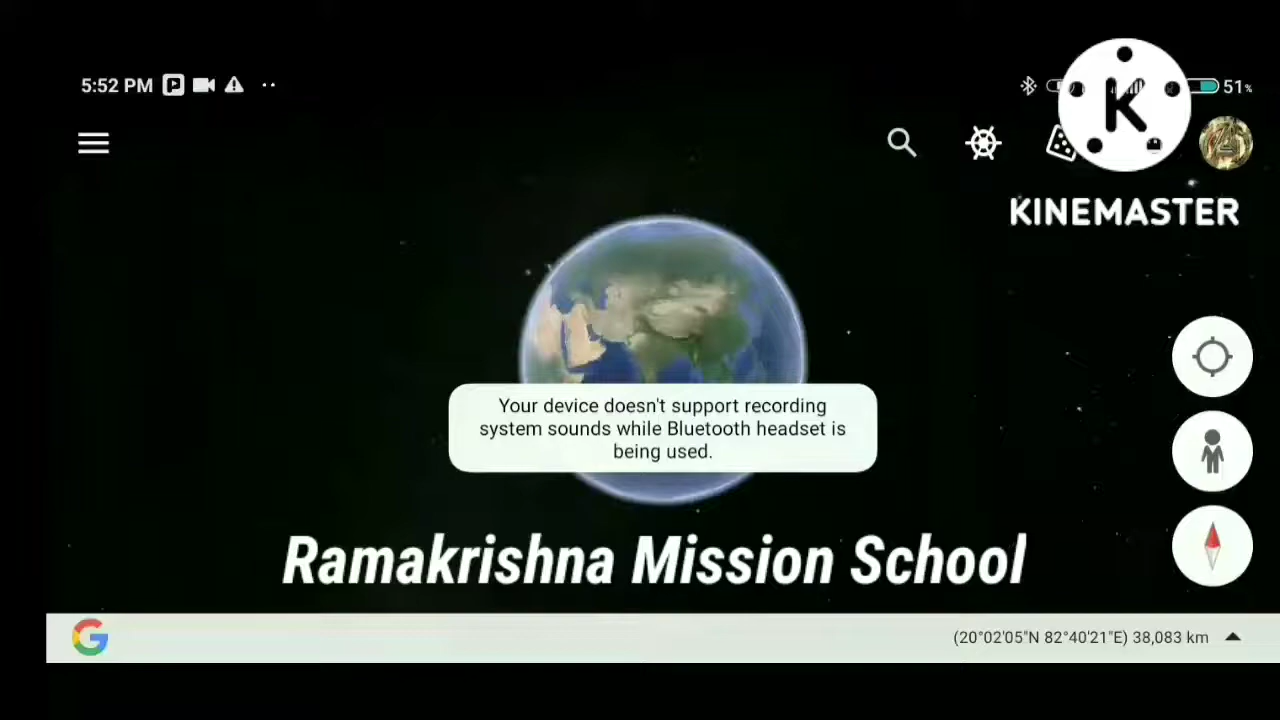 5:52 PM
51%
KINEMASTER
Your device doesn't support recording
system sounds while Bluetooth headset is
being used.
Ramakrishna Mission School
(20°02'05"N 82°40'21"E) 38,083 km